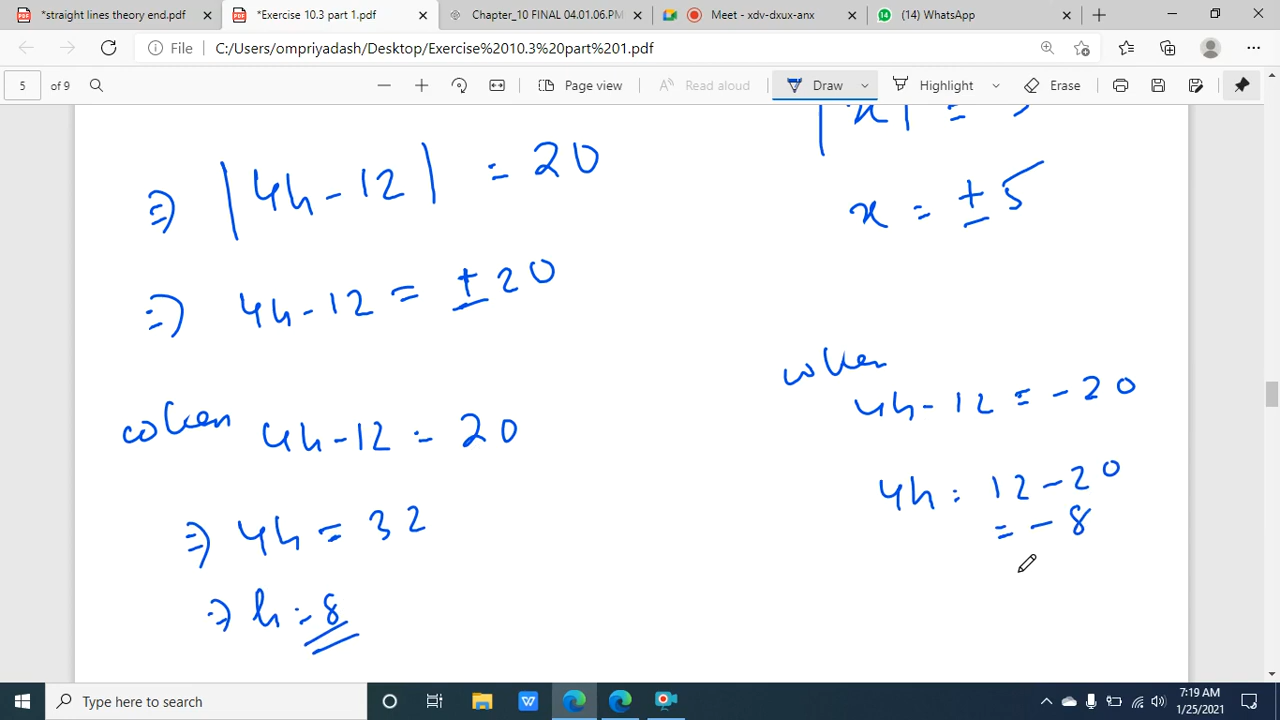 *straight lines theory end.pdf
*Exercise 10.3 part 1.pdf
Chapter_10 FINAL 04.01.06.PM
Meet - xdv-dxux-anx
(14) WhatsApp
File C:/Users/ompriyadash/Desktop/Exercise%2010.3%20part%201.pdf
5 of 9
Page view
Read aloud
Draw
Highlight
Erase
|x| = 5
⇒ |4h-12| = 20
x = ±5
⇒ 4h-12 = ±20
when 4h-12 = 20
⇒ 4h = 32
⇒ h = 8
when
4h-12 = -20
4h = 12-20
= -8
Type here to search
7:19 AM
1/25/2021